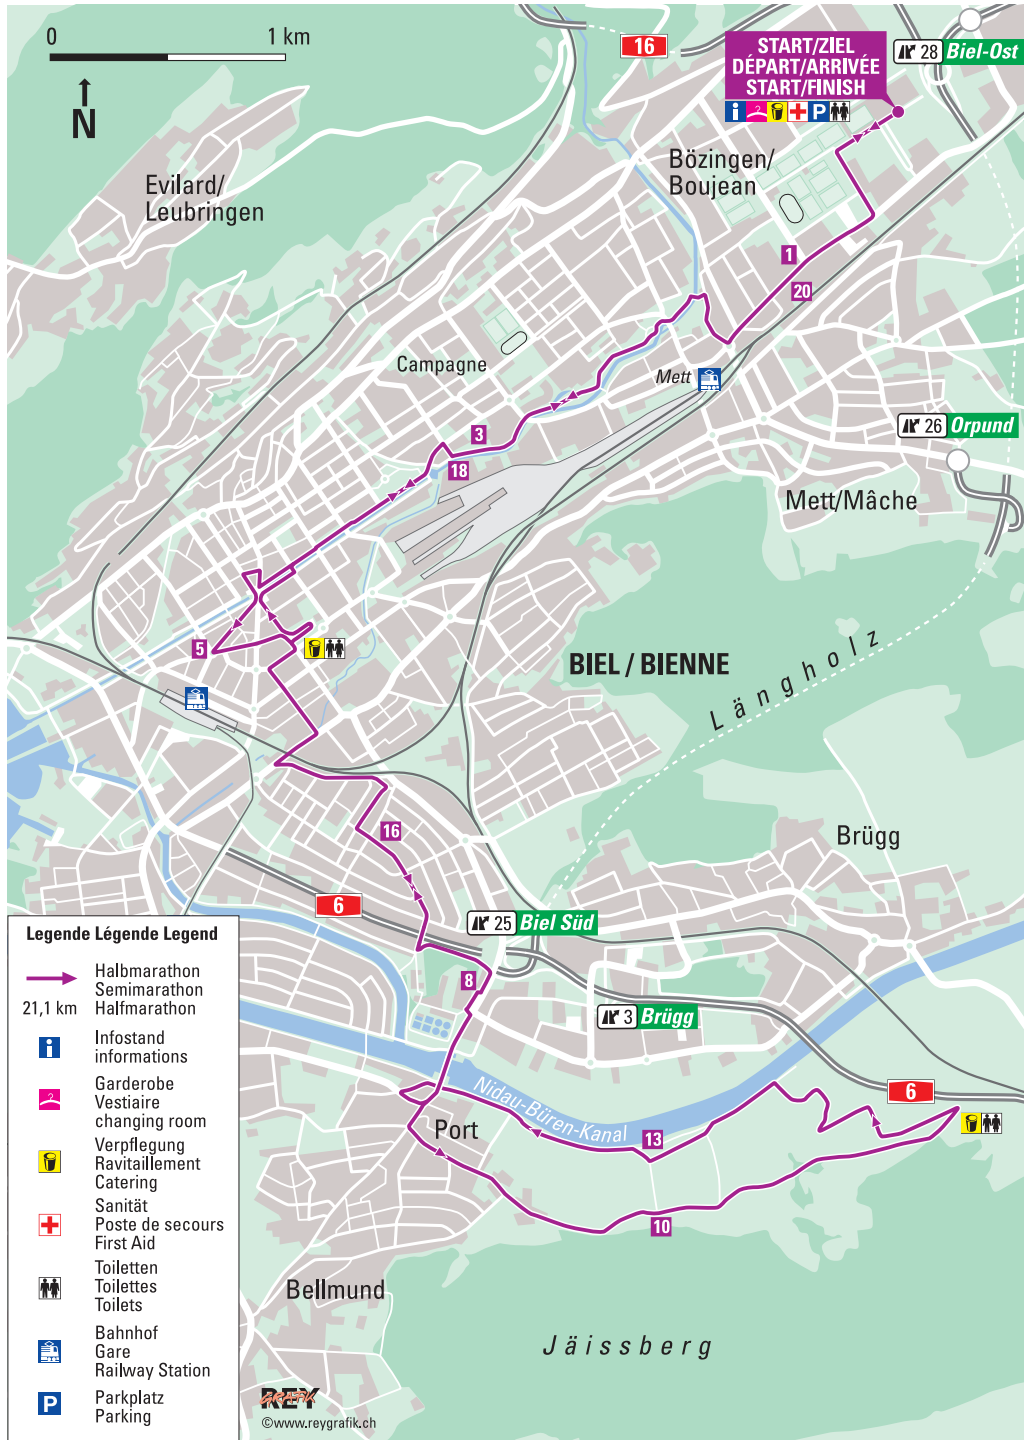 0 1 km
N
16
START/ZIEL
DÉPART/ARRIVÉE
START/FINISH
28 Biel-Ost
i P
Bözingen/
Boujean
Evilard/
Leubringen
1
20
Campagne
Mett
3
18
26 Orpund
Mett/Mâche
5
BIEL / BIENNE
Längholz
16
Brügg
6
25 Biel Süd
8
3 Brügg
6
Nidau-Büren-Kanal
Port
13
10
Bellmund
Jäissberg
Legende Légende Legend
Halbmarathon
Semimarathon
21,1 km Halfmarathon
i Infostand
informations
Garderobe
Vestiaire
changing room
Verpflegung
Ravitaillement
Catering
Sanität
Poste de secours
First Aid
Toiletten
Toilettes
Toilets
Bahnhof
Gare
Railway Station
P Parkplatz
Parking
REY
GRAFIK
©www.reygrafik.ch